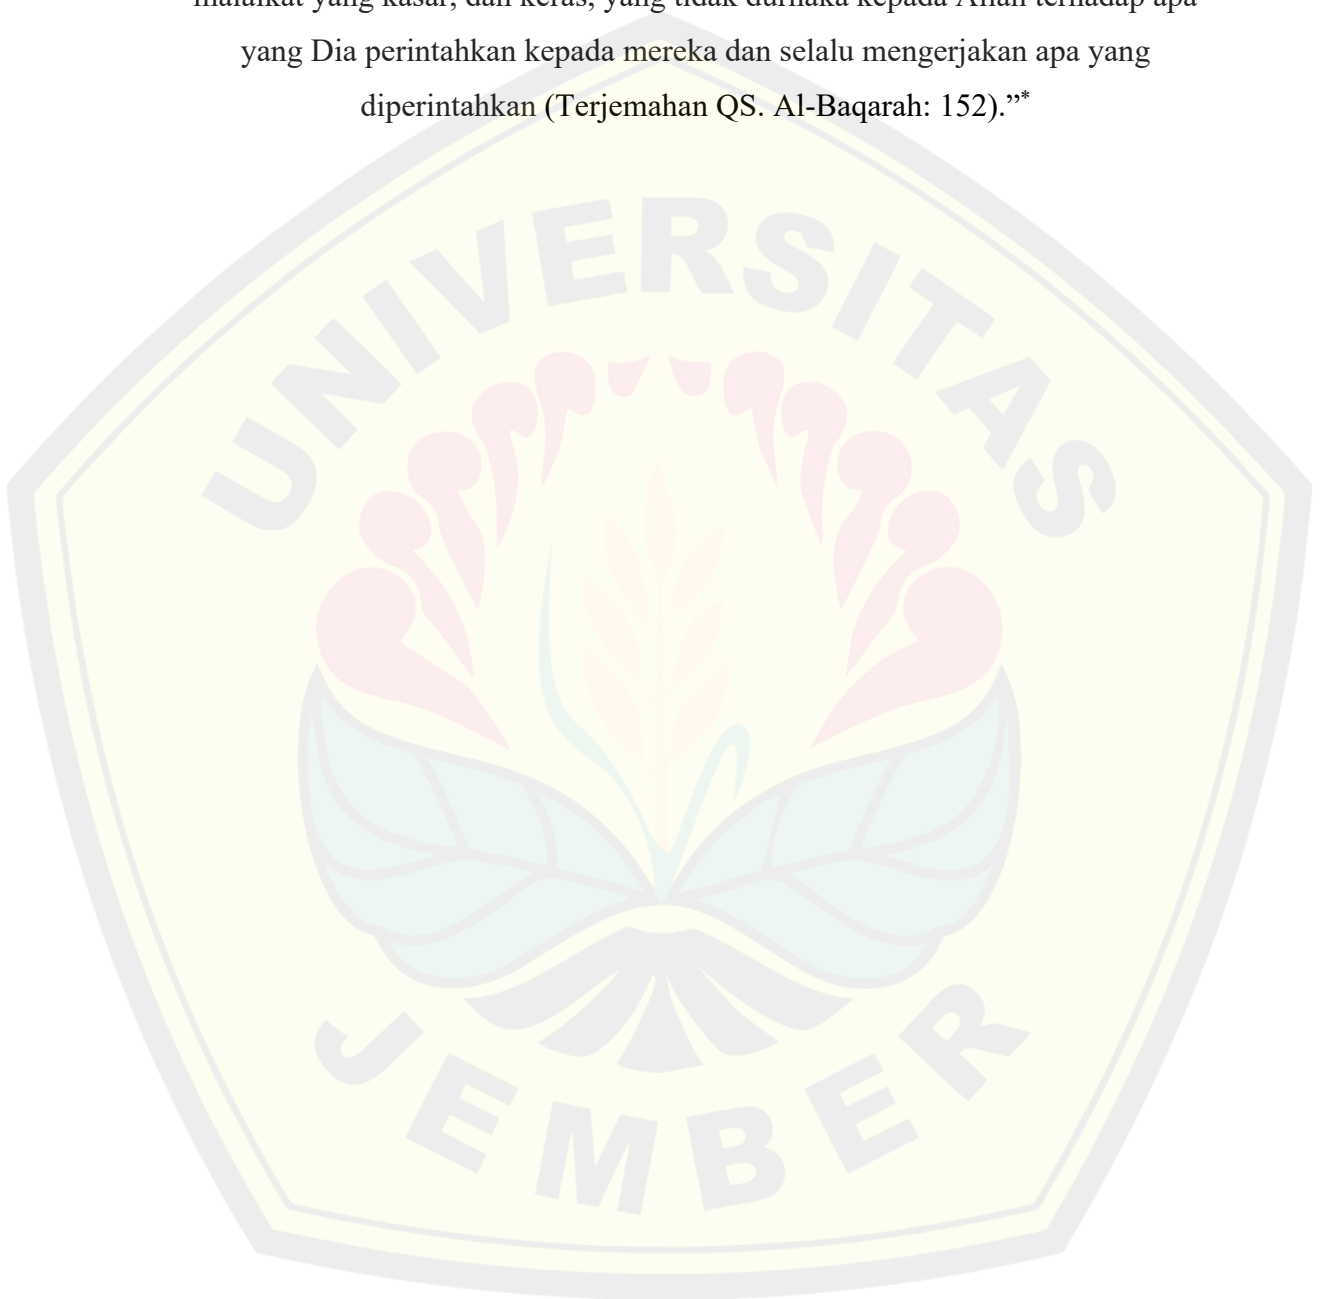 malaikat yang kasar, dan keras, yang tidak durhaka kepada Allah terhadap apa
yang Dia perintahkan kepada mereka dan selalu mengerjakan apa yang
diperintahkan (Terjemahan QS. Al-Baqarah: 152).”*
UNIVERSITAS
JEMBER